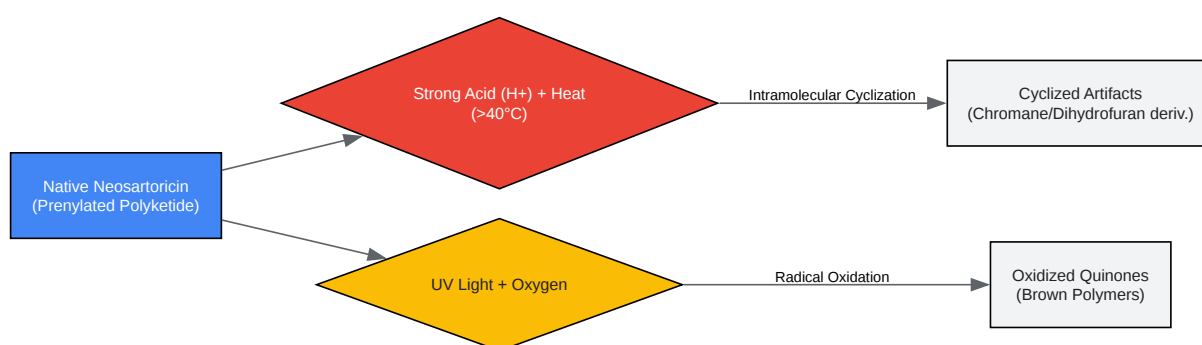 Native Neosartoricin
(Prenylated Polyketide)
Strong Acid (H+) + Heat
(>40°C)
Intramolecular Cyclization
Cyclized Artifacts
(Chromane/Dihydrofuran deriv.)
UV Light + Oxygen
Radical Oxidation
Oxidized Quinones
(Brown Polymers)